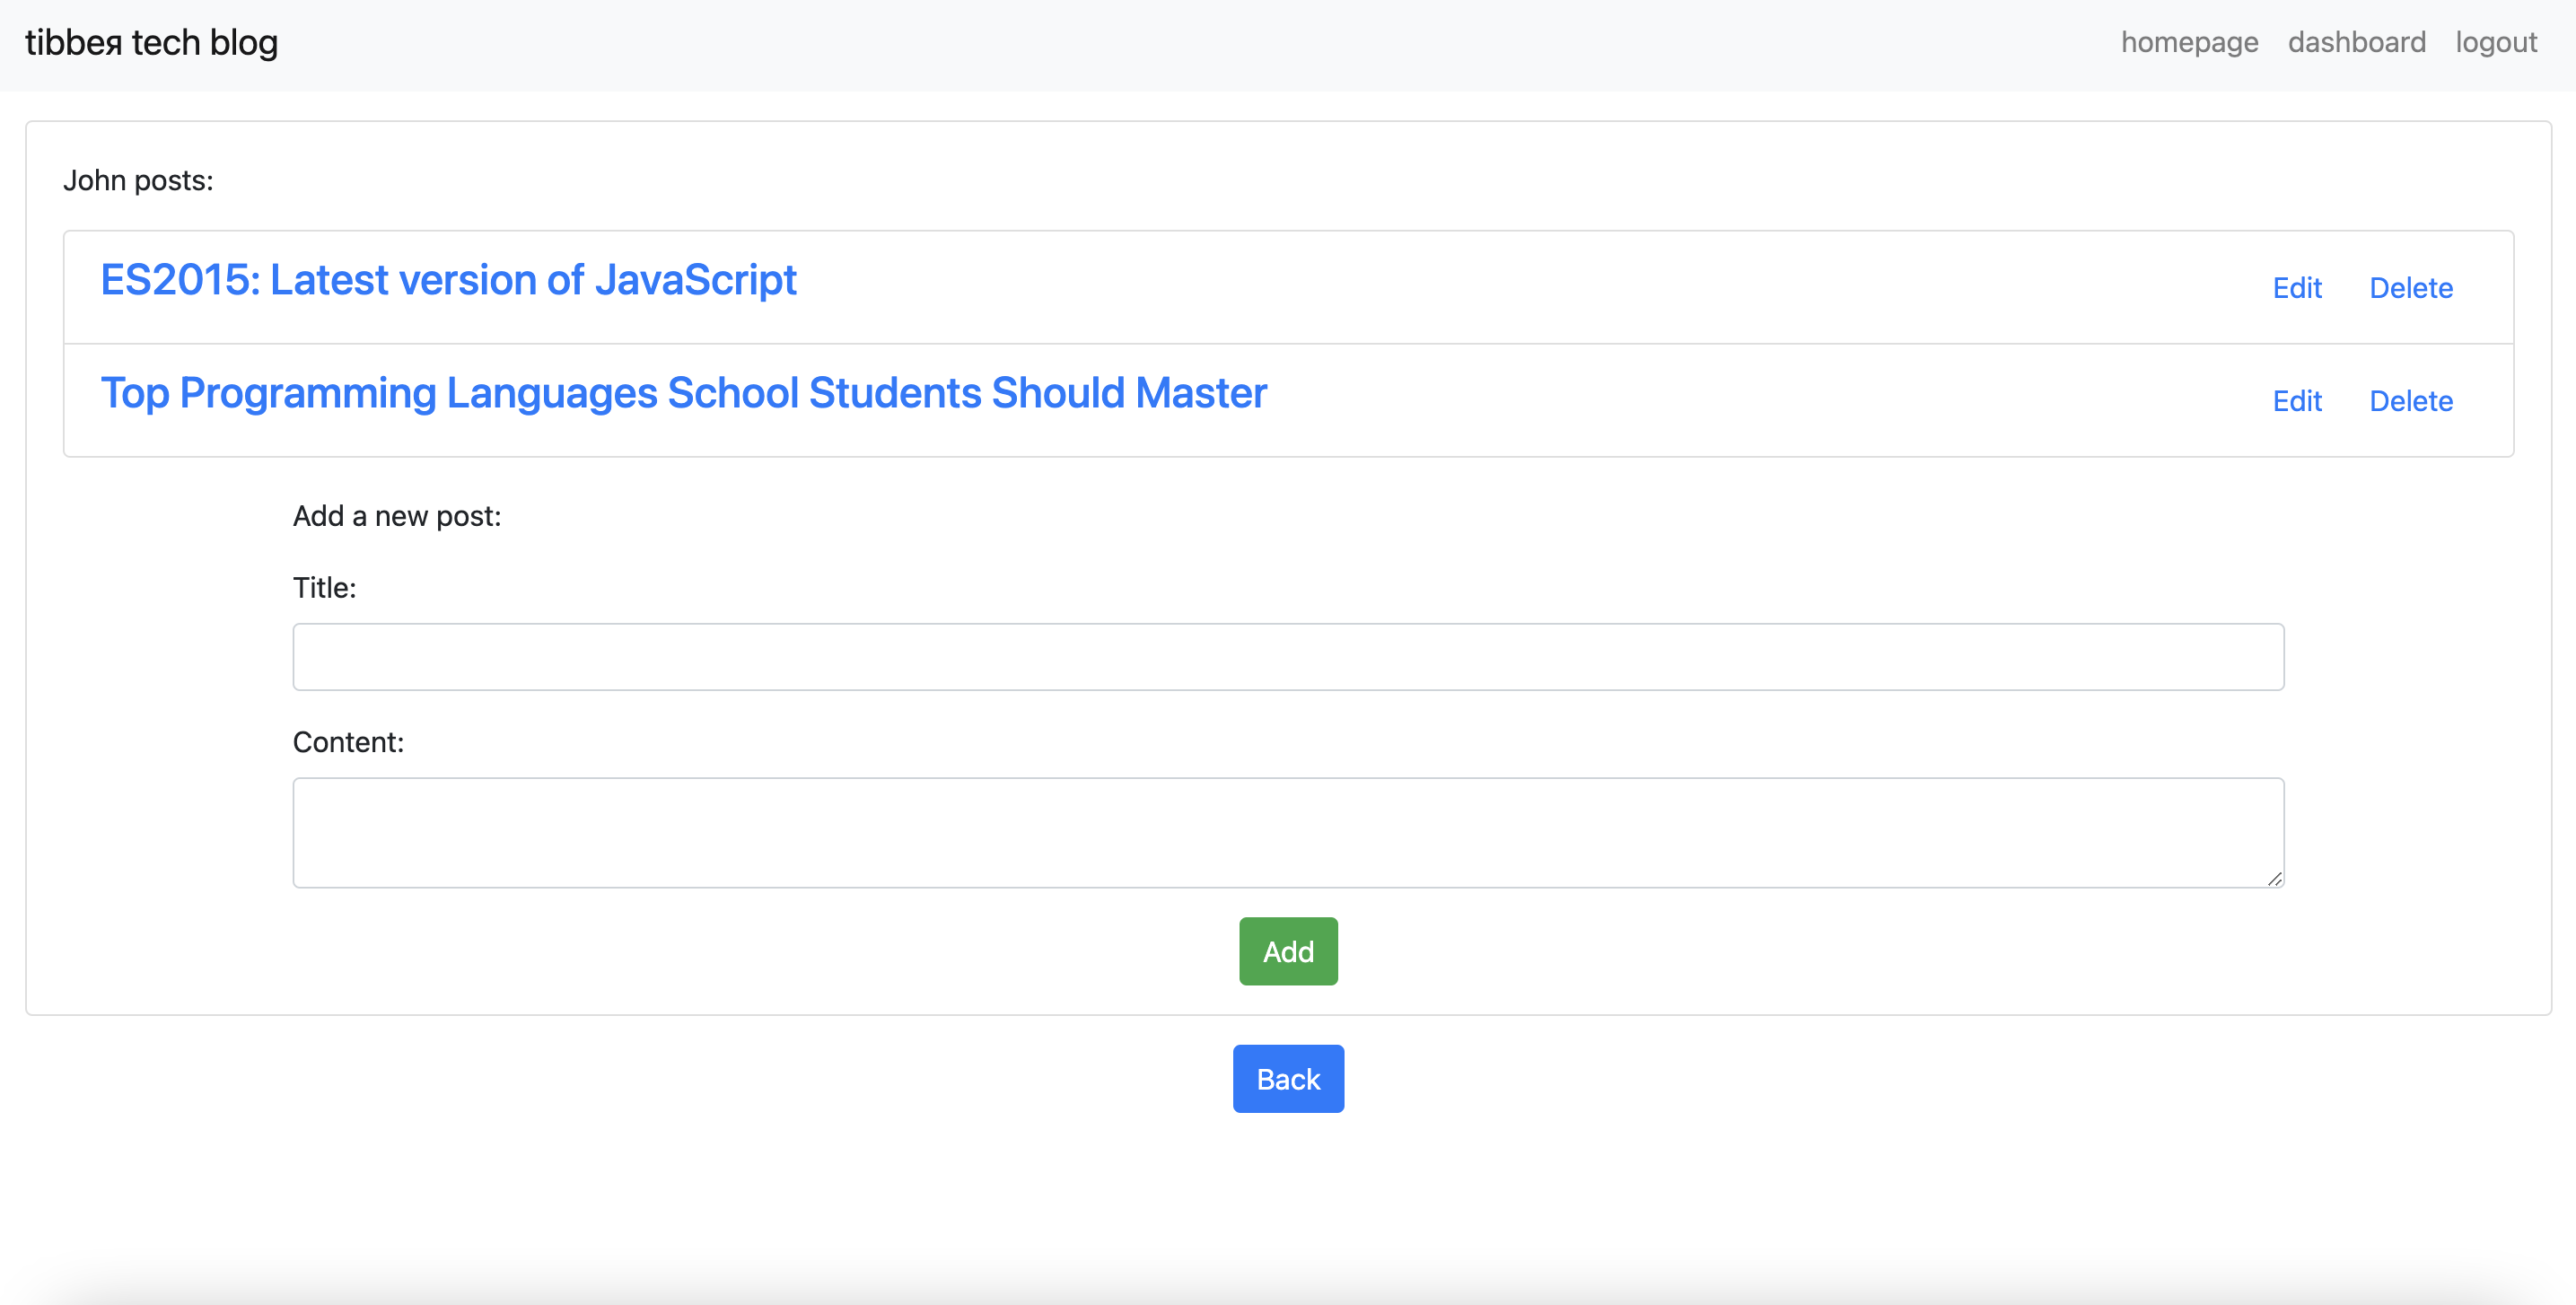 tibbeя tech blog
homepage dashboard logout
John posts:
ES2015: Latest version of JavaScript
Edit Delete
Top Programming Languages School Students Should Master
Edit Delete
Add a new post:
Title:
Content:
Add
Back